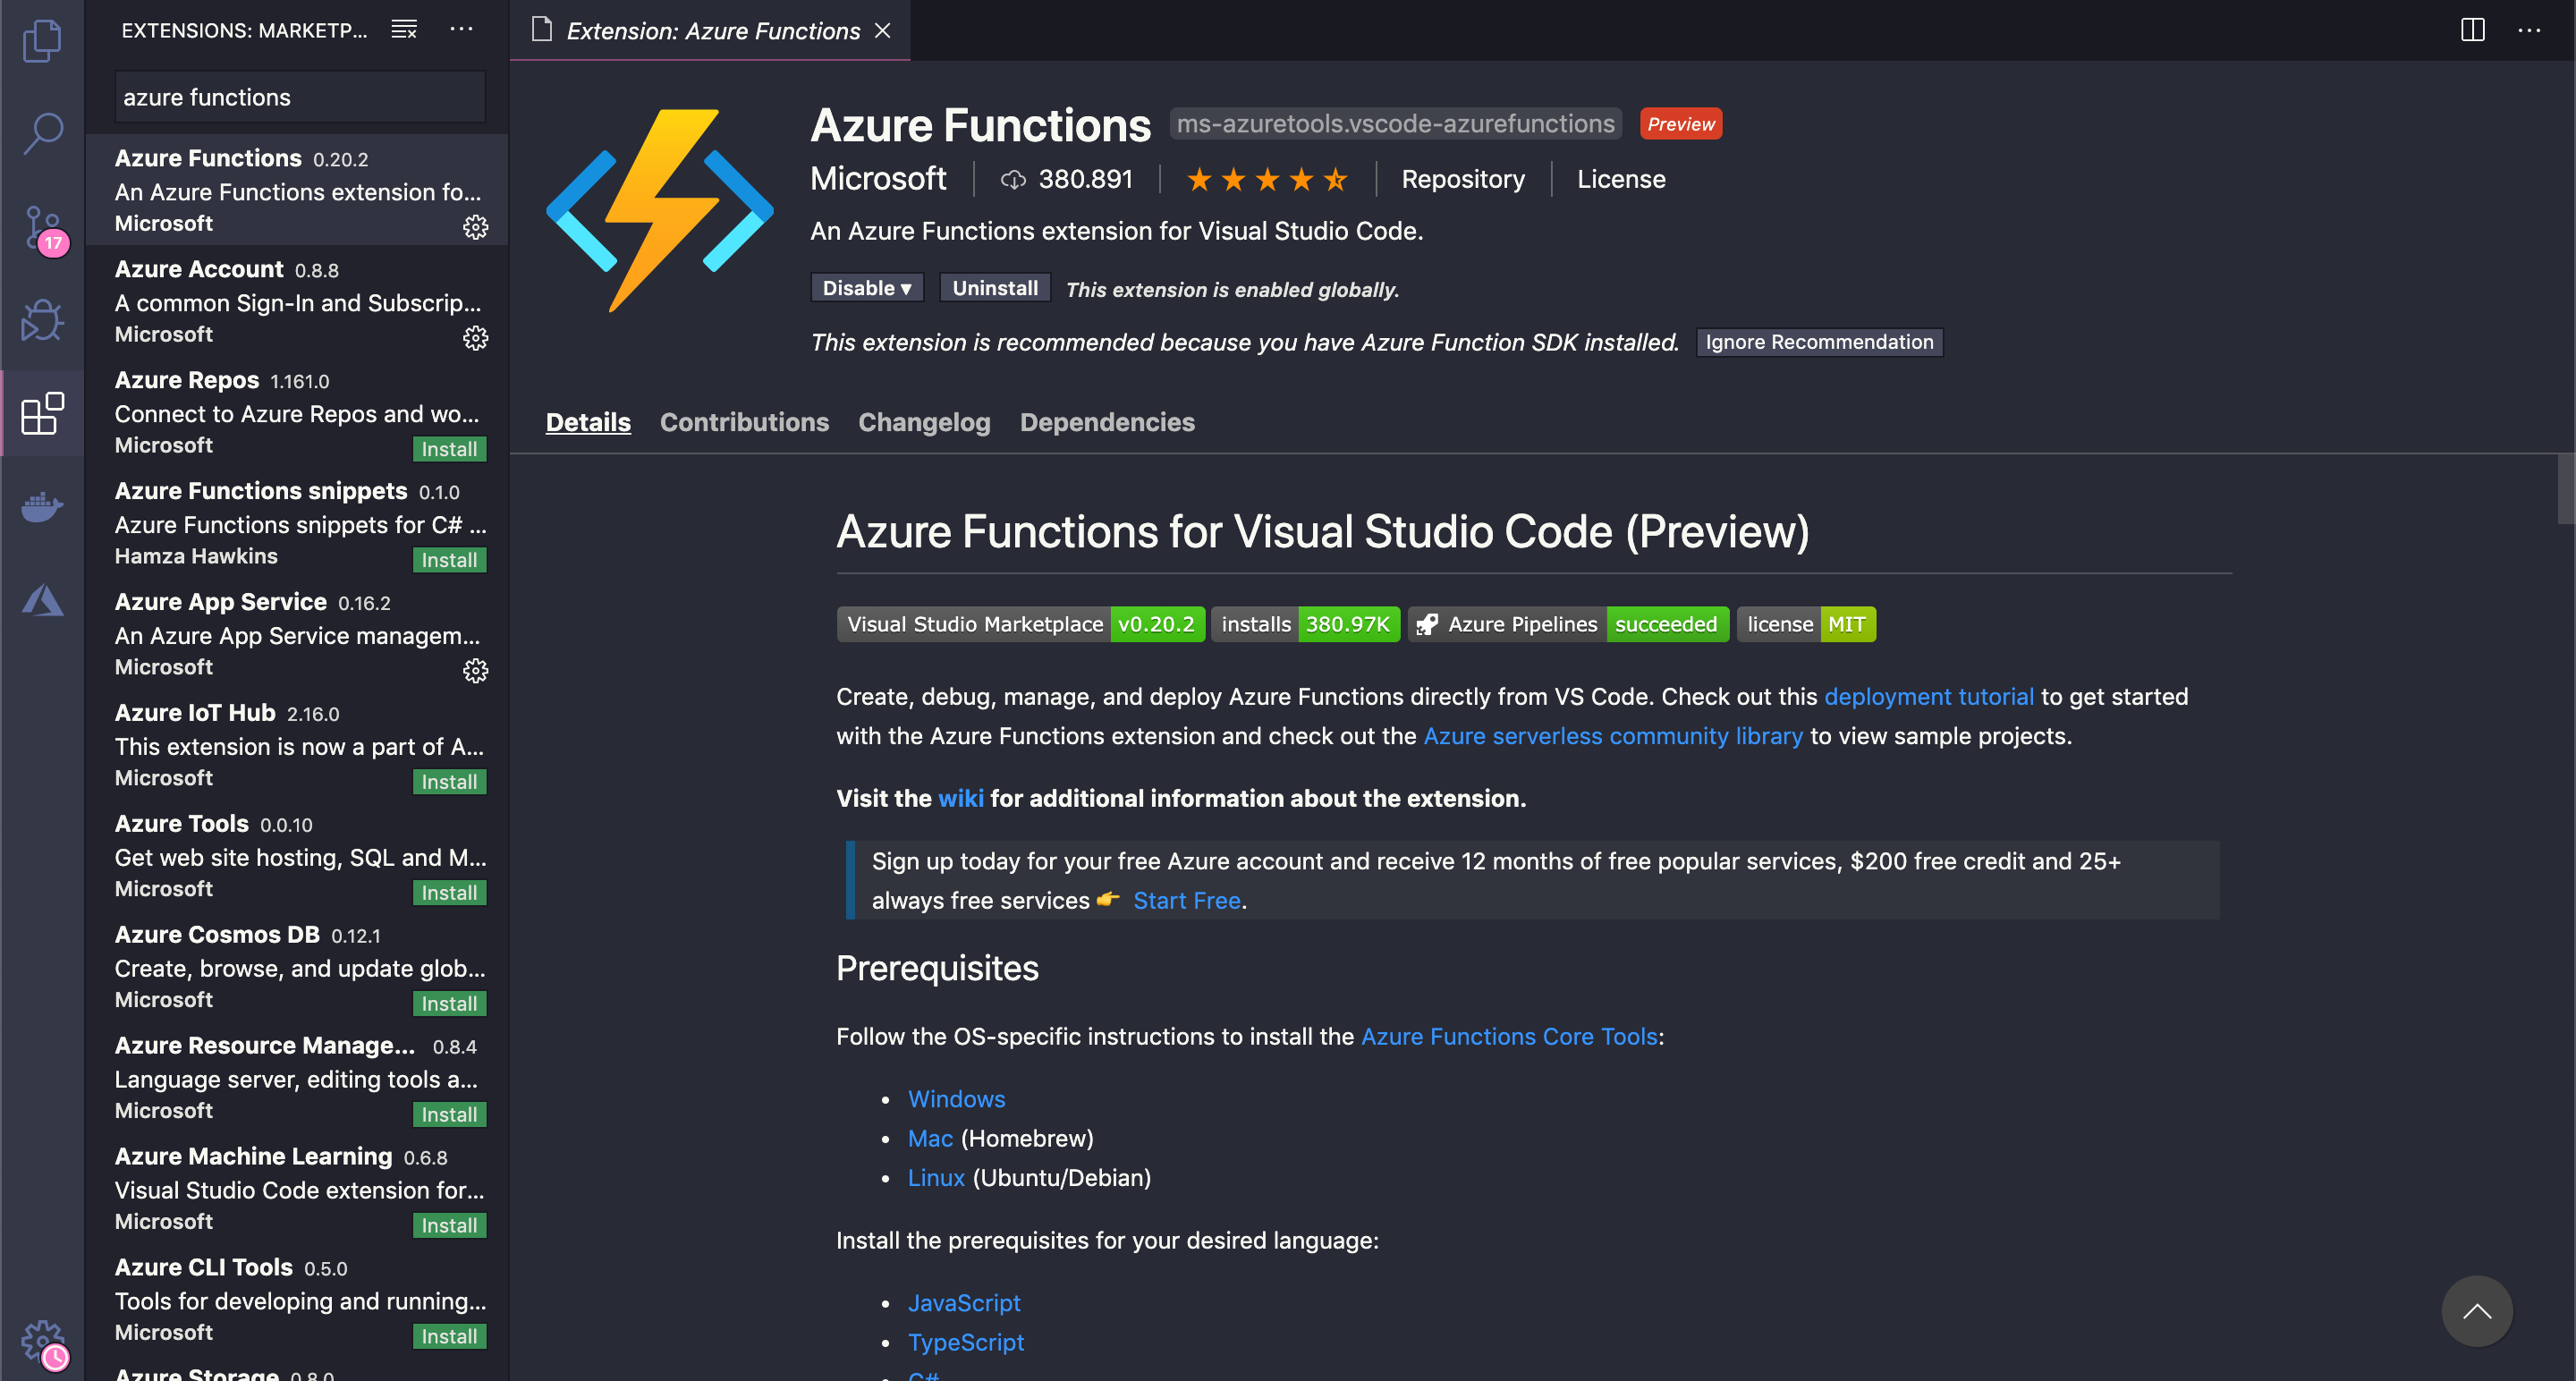 EXTENSIONS: MARKETP...
azure functions
Azure Functions 0.20.2
An Azure Functions extension fo...
Microsoft
17
Azure Account 0.8.8
A common Sign-In and Subscrip...
Microsoft
Azure Repos 1.161.0
Connect to Azure Repos and wo...
Microsoft
Install
Azure Functions snippets 0.1.0
Azure Functions snippets for C# ...
Hamza Hawkins
Install
Azure App Service 0.16.2
An Azure App Service managem...
Microsoft
Azure IoT Hub 2.16.0
This extension is now a part of A...
Microsoft
Install
Azure Tools 0.0.10
Get web site hosting, SQL and M...
Microsoft
Install
Azure Cosmos DB 0.12.1
Create, browse, and update glob...
Microsoft
Install
Azure Resource Manage... 0.8.4
Language server, editing tools a...
Microsoft
Install
Azure Machine Learning 0.6.8
Visual Studio Code extension for...
Microsoft
Install
Azure CLI Tools 0.5.0
Tools for developing and running...
Microsoft
Install
Azure Storage 0.8.0
Extension: Azure Functions
Azure Functions ms-azuretools.vscode-azurefunctions Preview
Microsoft 380.891 Repository License
An Azure Functions extension for Visual Studio Code.
Disable ▾ Uninstall This extension is enabled globally.
This extension is recommended because you have Azure Function SDK installed. Ignore Recommendation
Details Contributions Changelog Dependencies
Azure Functions for Visual Studio Code (Preview)
Visual Studio Marketplace v0.20.2 installs 380.97K Azure Pipelines succeeded license MIT
Create, debug, manage, and deploy Azure Functions directly from VS Code. Check out this deployment tutorial to get started
with the Azure Functions extension and check out the Azure serverless community library to view sample projects.
Visit the wiki for additional information about the extension.
Sign up today for your free Azure account and receive 12 months of free popular services, $200 free credit and 25+
always free services 👉 Start Free.
Prerequisites
Follow the OS-specific instructions to install the Azure Functions Core Tools:
• Windows
• Mac (Homebrew)
• Linux (Ubuntu/Debian)
Install the prerequisites for your desired language:
• JavaScript
• TypeScript
• C#